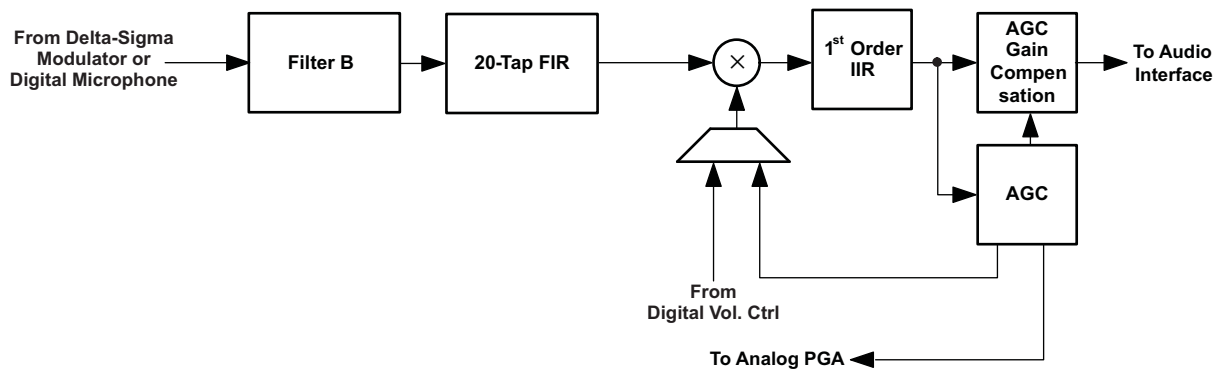 From Delta-Sigma
Modulator or
Digital Microphone
Filter B
20-Tap FIR
×
1st Order
IIR
AGC
Gain
Compen
sation
To Audio
Interface
AGC
From
Digital Vol. Ctrl
To Analog PGA